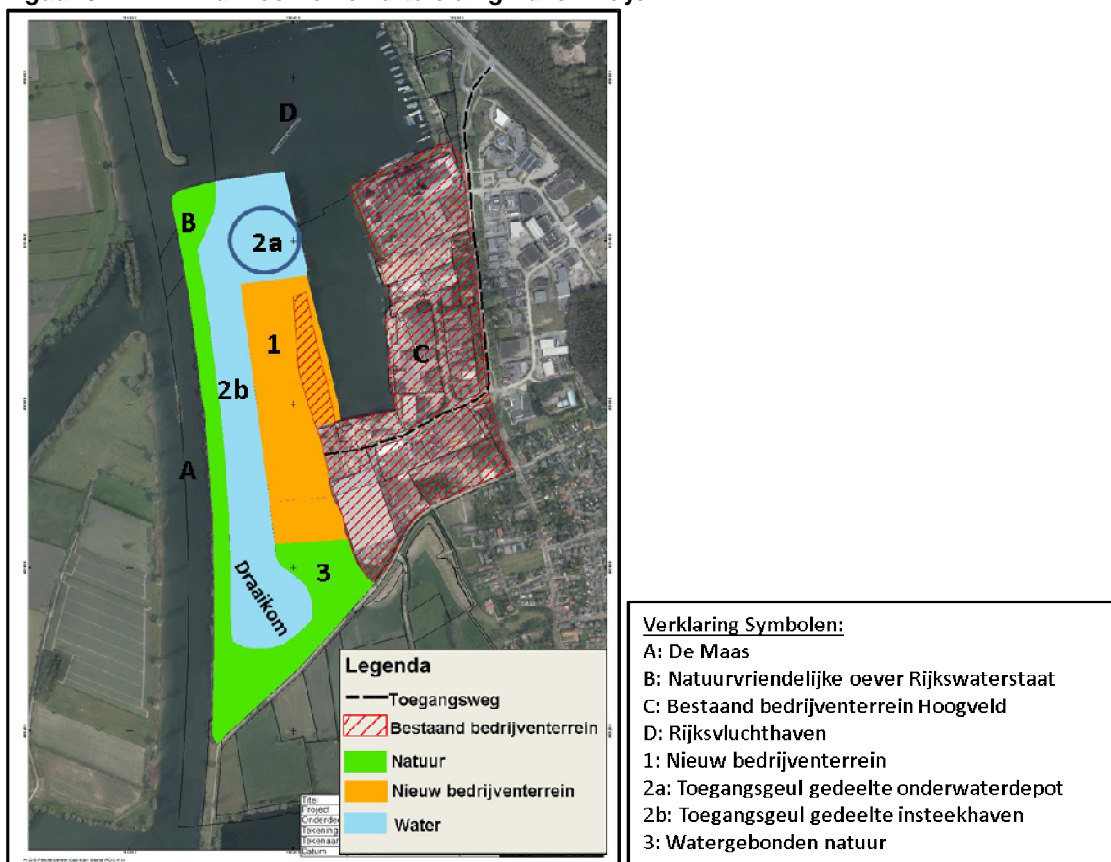 D
B
2a
1
C
2b
A
3
Draaikom
Legenda
Toegangsweg
Bestaand bedrijventerrein
Natuur
Nieuw bedrijventerrein
Water
Project
Datum
Verklaring Symbolen:
A: De Maas
B: Natuurvriendelijke oever Rijkswaterstaat
C: Bestaand bedrijventerrein Hoogveld
D: Rijksvluchthaven
1: Nieuw bedrijventerrein
2a: Toegangsgeul gedeelte onderwaterdepot
2b: Toegangsgeul gedeelte insteekhaven
3: Watergebonden natuur